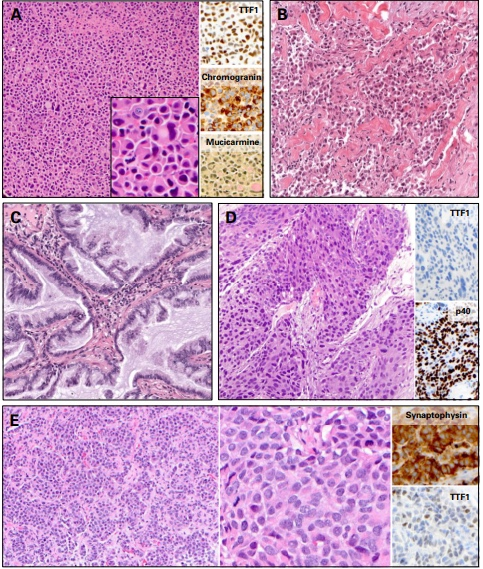 A
TTF1
Chromogranin
Mucicarmine
B
C
D
TTF1
p40
E
Synaptophysin
TTF1